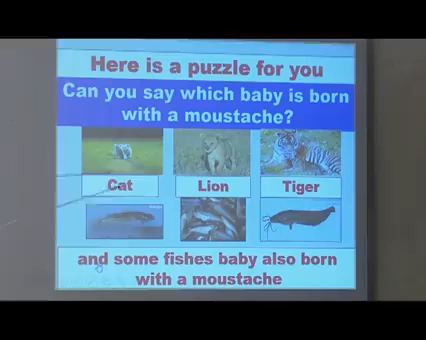 Here is a puzzle for you
Can you say which baby is born
with a moustache?
Cat
Lion
Tiger
and some fishes baby also born
with a moustache